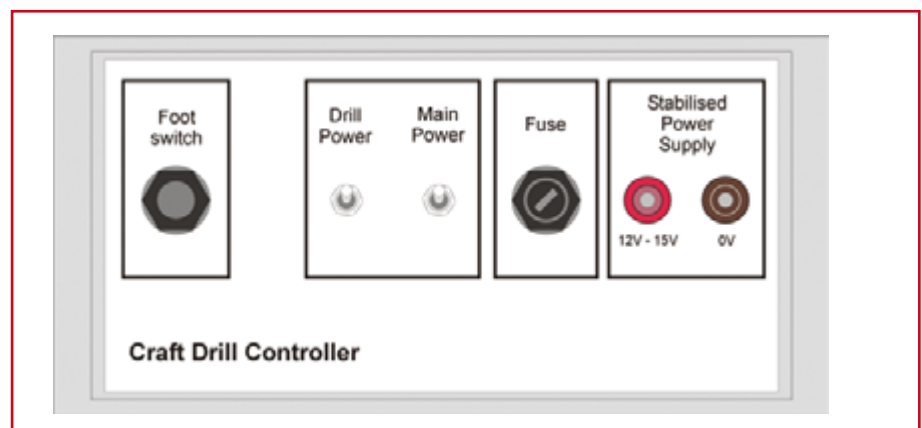 Foot
switch
Drill
Power
Main
Power
Fuse
Stabilised
Power
Supply
12V - 15V
0V
Craft Drill Controller